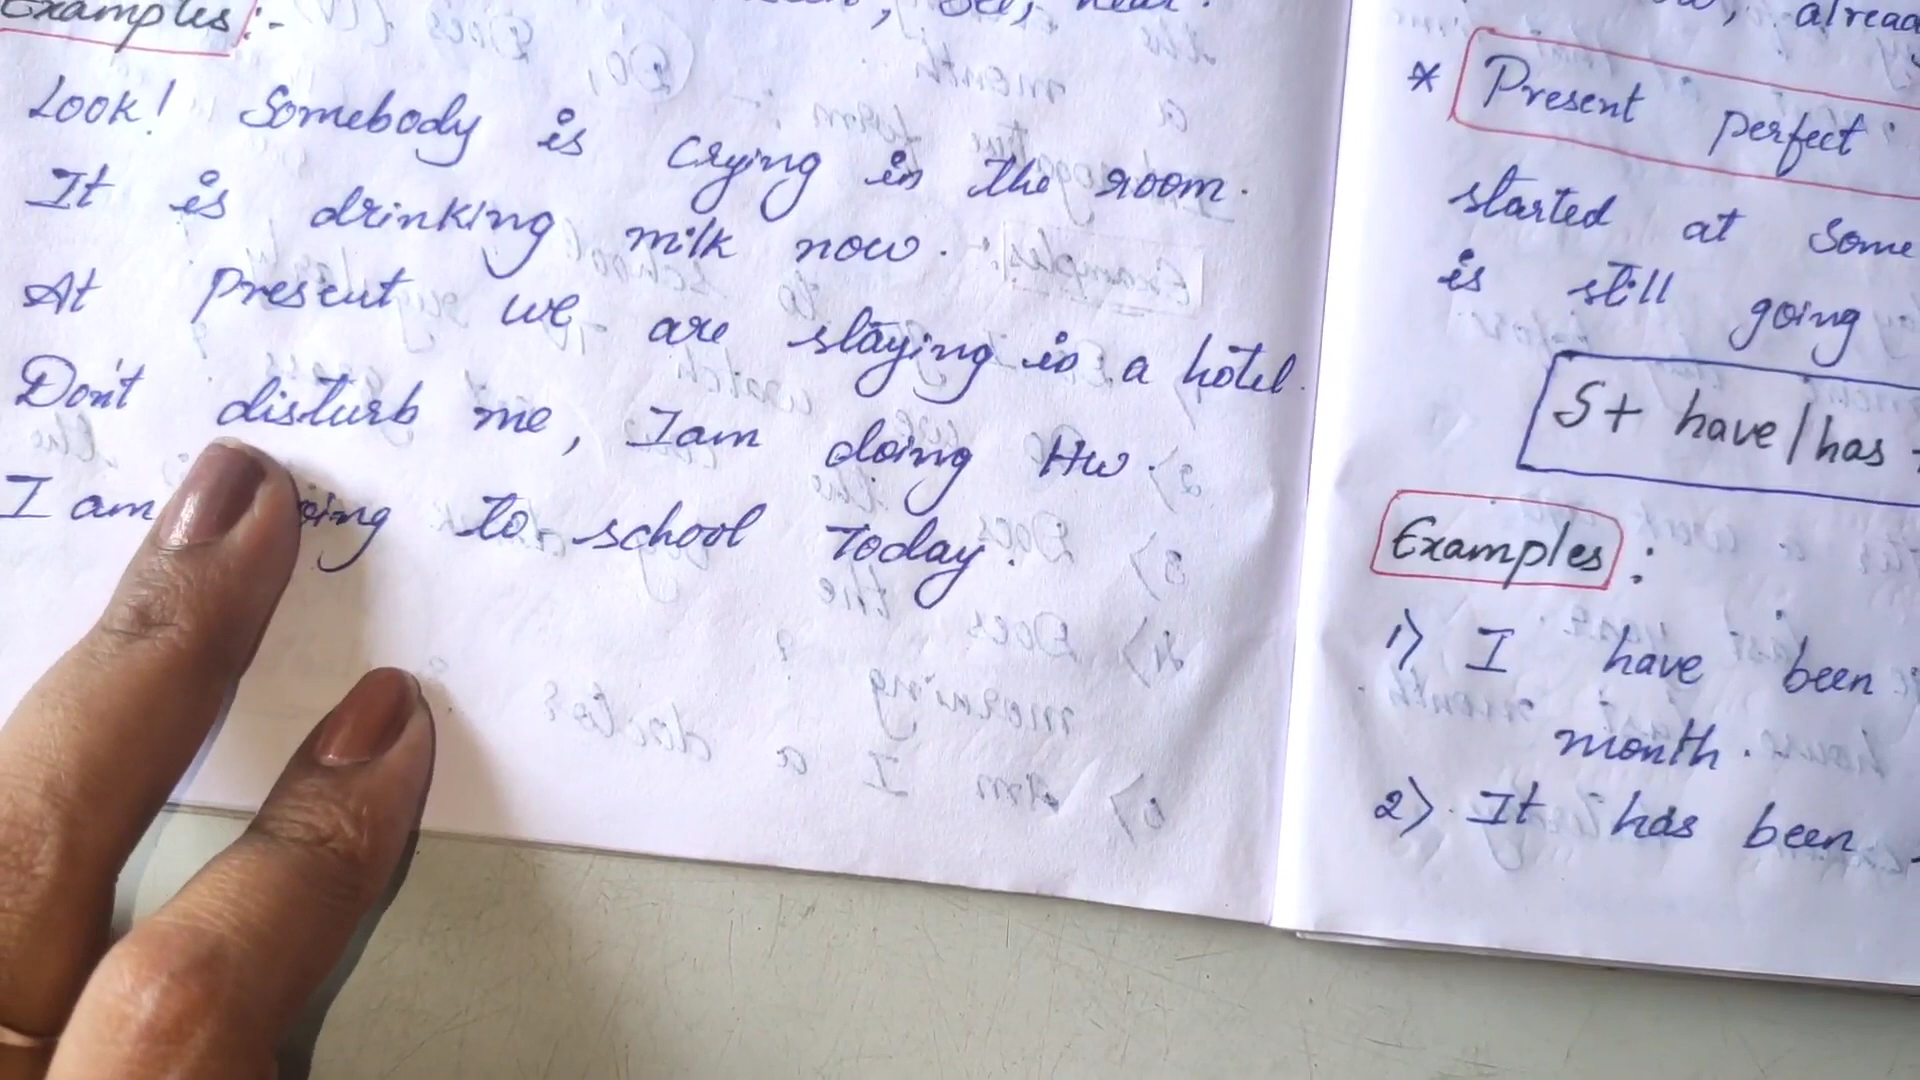 Examples:-
Look! Somebody is crying in the room.
It is drinking milk now.
At present we are staying in a hotel.
Don't disturb me, I am doing Hw.
I am to school Today.
* Present perfect
started at some
is still going
S+ have/has +
Examples:
1) I have been
month.
2) It has been